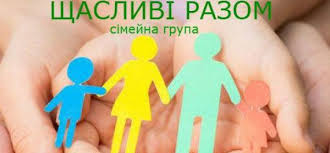 ЩАСЛИВІ РАЗОМ
сімейна група